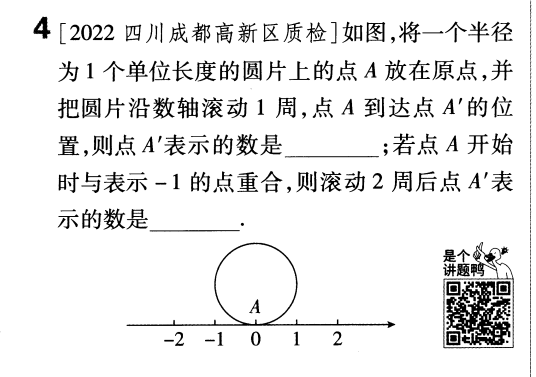 4 [2022 四川成都高新区质检]如图,将一个半径
为 1 个单位长度的圆片上的点 A 放在原点,并
把圆片沿数轴滚动 1 周,点 A 到达点 A′的位
置,则点 A′表示的数是________;若点 A 开始
时与表示 -1 的点重合,则滚动 2 周后点 A′表
示的数是________.
是个
讲题鸭
A
-2 -1 0 1 2